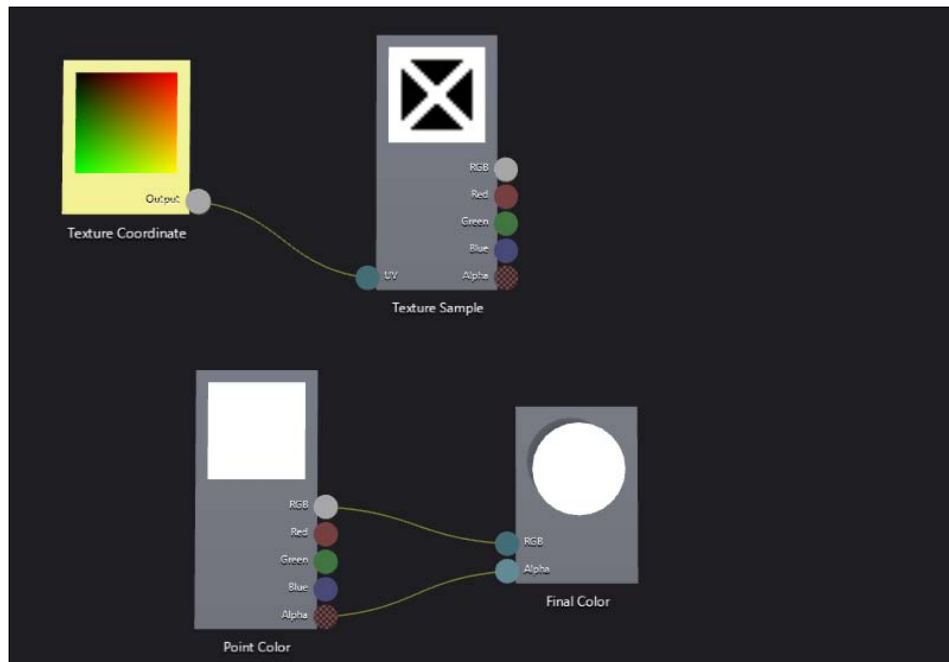 Output
Texture Coordinate
RGB
Red
Green
Blue
UV Alpha
Texture Sample
RGB
Red
Green
Blue
Alpha
Point Color
RGB
Alpha
Final Color